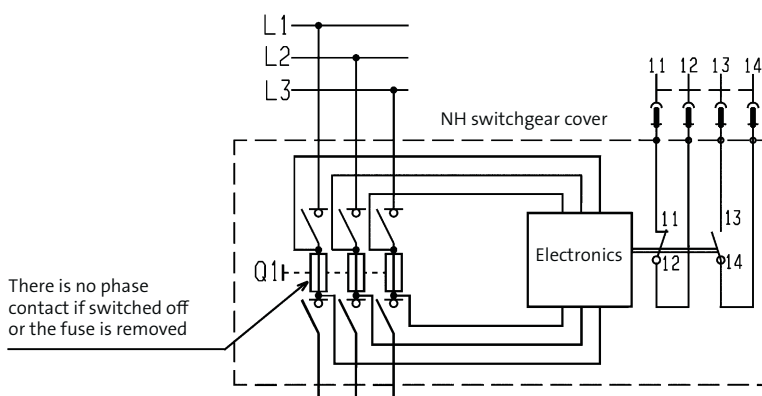 L1
L2
L3
NH switchgear cover
11 12 13 14
11
13
Electronics
12
14
Q1
There is no phase
contact if switched off
or the fuse is removed